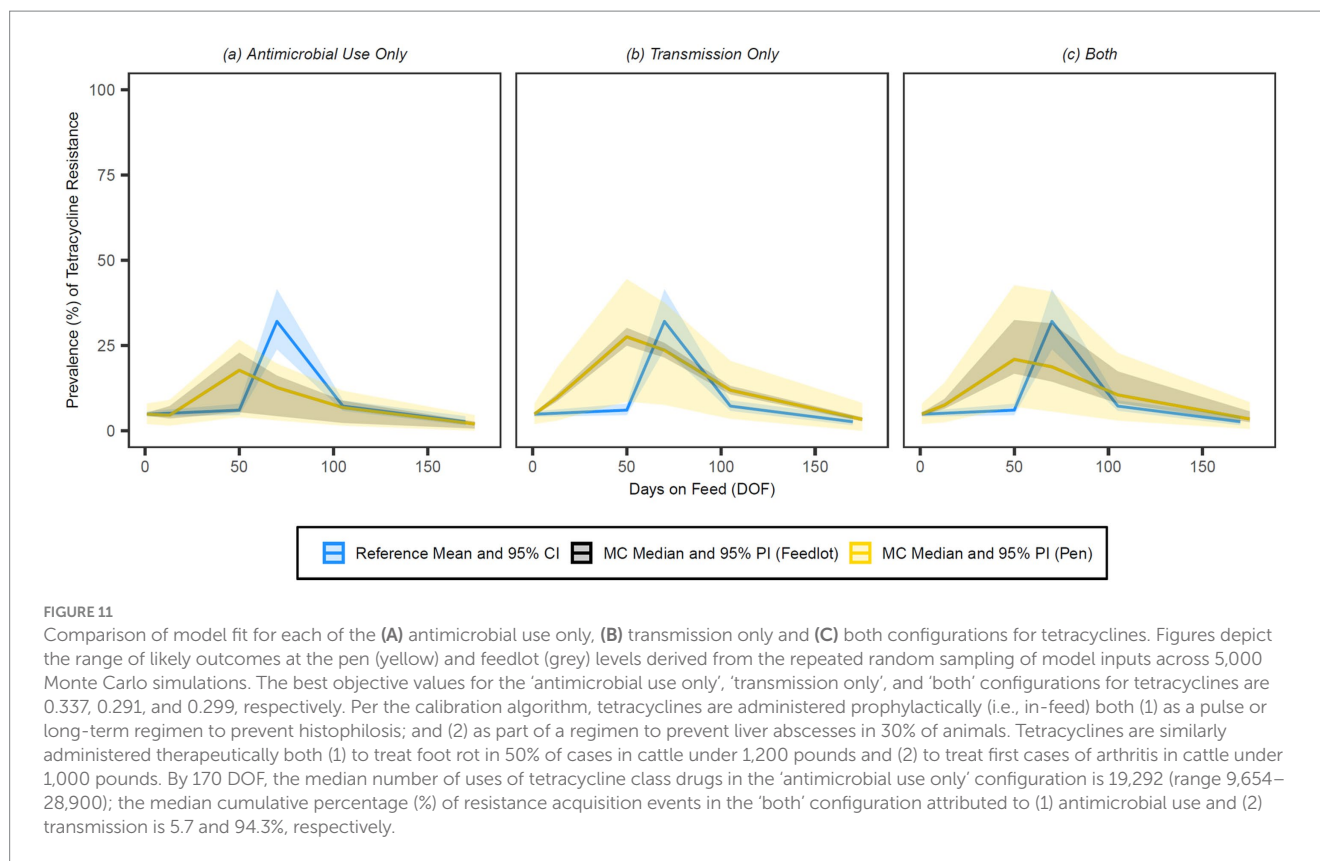 (a) Antimicrobial Use Only
(b) Transmission Only
(c) Both
Prevalence (%) of Tetracycline Resistance
100
75
50
25
0
0 50 100 150
0 50 100 150
0 50 100 150
Days on Feed (DOF)
Reference Mean and 95% CI
MC Median and 95% PI (Feedlot)
MC Median and 95% PI (Pen)
FIGURE 11
Comparison of model fit for each of the (A) antimicrobial use only, (B) transmission only and (C) both configurations for tetracyclines. Figures depict
the range of likely outcomes at the pen (yellow) and feedlot (grey) levels derived from the repeated random sampling of model inputs across 5,000
Monte Carlo simulations. The best objective values for the ‘antimicrobial use only’, ‘transmission only’, and ‘both’ configurations for tetracyclines are
0.337, 0.291, and 0.299, respectively. Per the calibration algorithm, tetracyclines are administered prophylactically (i.e., in-feed) both (1) as a pulse or
long-term regimen to prevent histophilosis; and (2) as part of a regimen to prevent liver abscesses in 30% of animals. Tetracyclines are similarly
administered therapeutically both (1) to treat foot rot in 50% of cases in cattle under 1,200 pounds and (2) to treat first cases of arthritis in cattle under
1,000 pounds. By 170 DOF, the median number of uses of tetracycline class drugs in the ‘antimicrobial use only’ configuration is 19,292 (range 9,654–
28,900); the median cumulative percentage (%) of resistance acquisition events in the ‘both’ configuration attributed to (1) antimicrobial use and (2)
transmission is 5.7 and 94.3%, respectively.